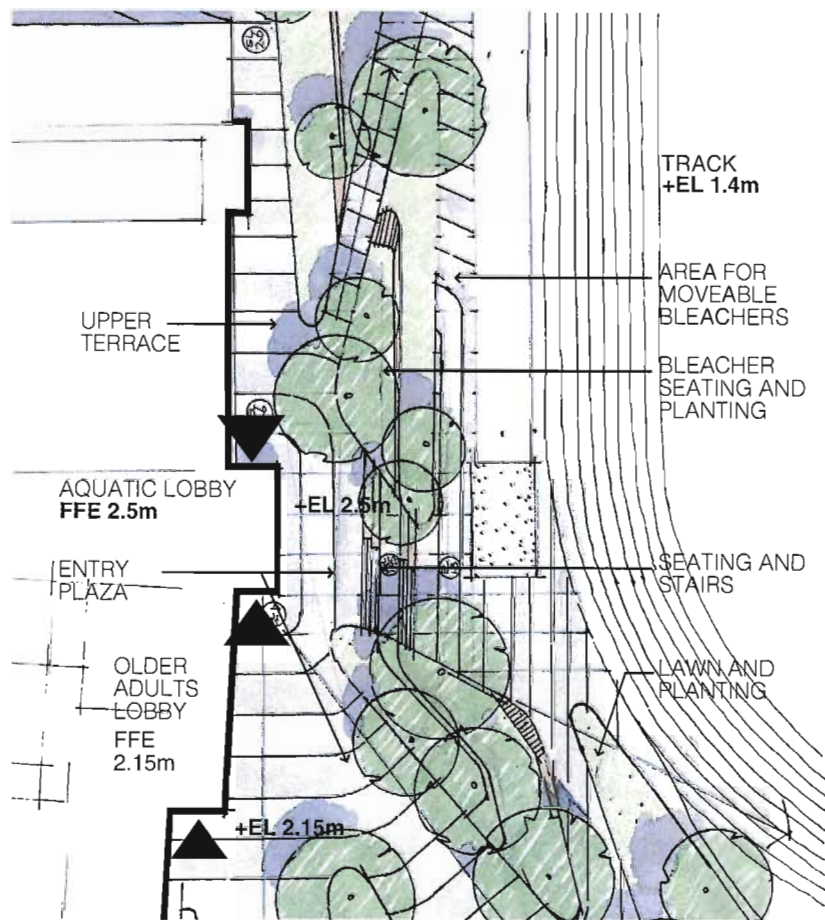 TRACK
+EL 1.4m
AREA FOR
MOVEABLE
BLEACHERS
UPPER
TERRACE
BLEACHER
SEATING AND
PLANTING
AQUATIC LOBBY
FFE 2.5m
+EL 2.5m
ENTRY
PLAZA
SEATING AND
STAIRS
OLDER
ADULTS
LOBBY
FFE
2.15m
LAWN AND
PLANTING
+EL 2.15m